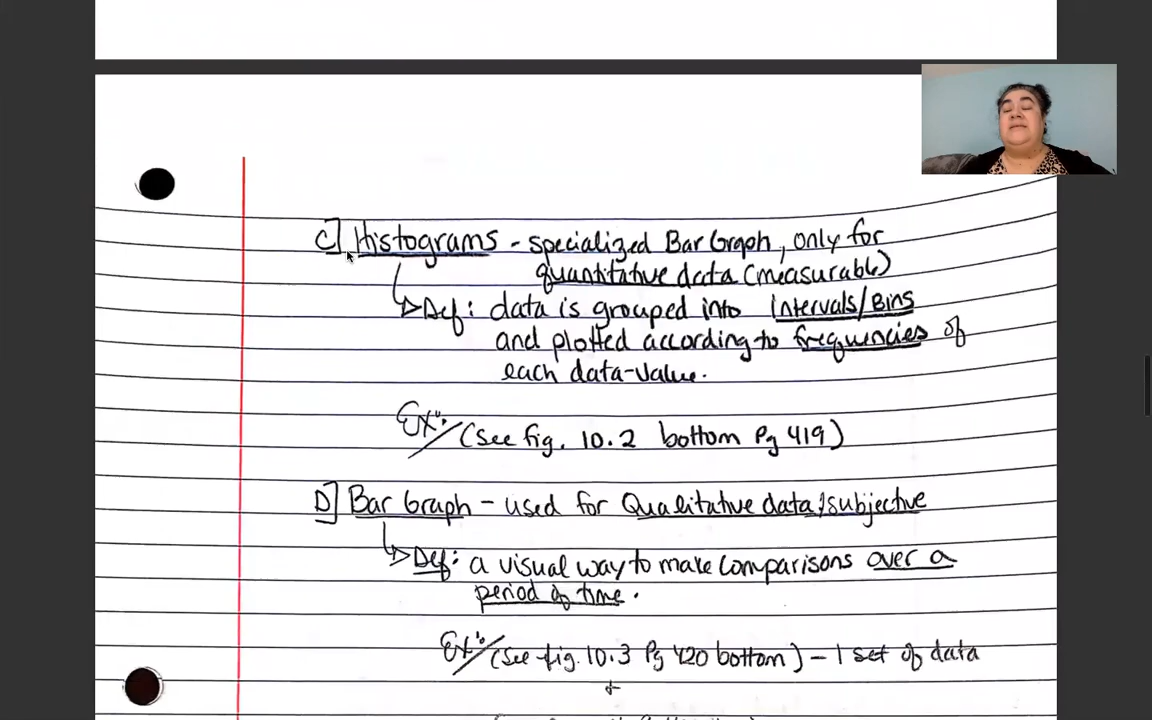 C] Histograms - specialized Bar Graph, only for
quantitative data (measurable)
Def: data is grouped into intervals/Bins
and plotted according to frequencies of
each data-value.
Ex:/(see fig. 10.2 bottom Pg 419)
D] Bar Graph - used for Qualitative data/subjective
Def: a visual way to make comparisons over a
period of time.
Ex:/(see fig. 10.3 Pg 420 bottom) - 1 set of data
+